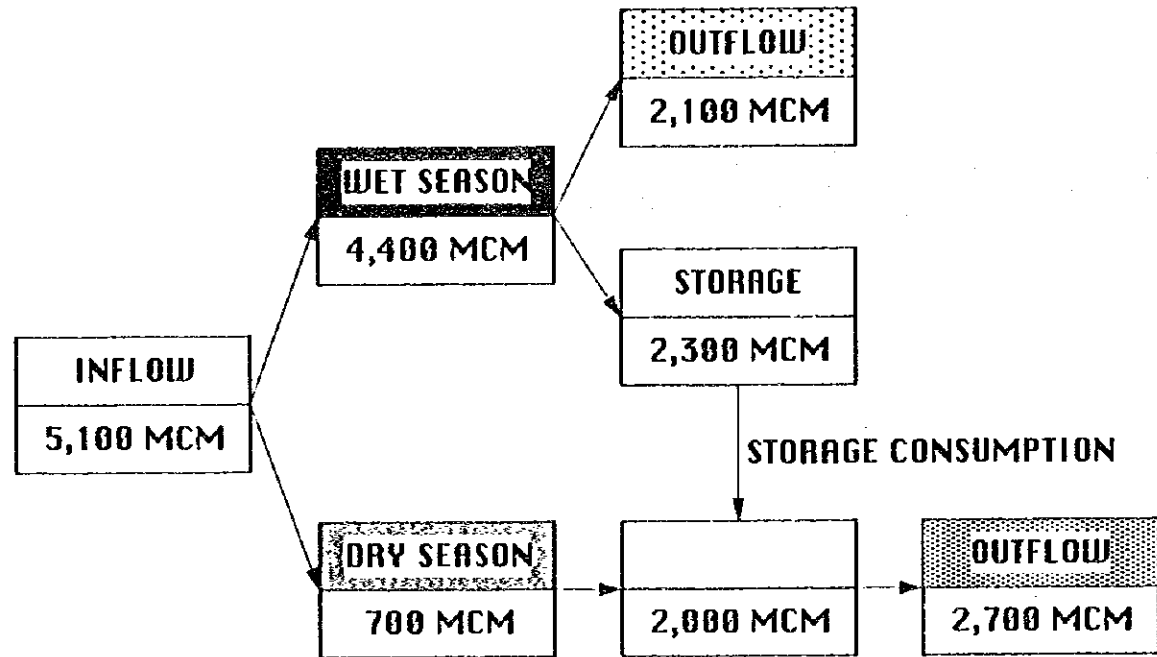 OUTFLOW
2,100 MCM
WET SEASON
4,400 MCM
STORAGE
2,300 MCM
INFLOW
5,100 MCM
STORAGE CONSUMPTION
DRY SEASON
700 MCM
2,000 MCM
OUTFLOW
2,700 MCM